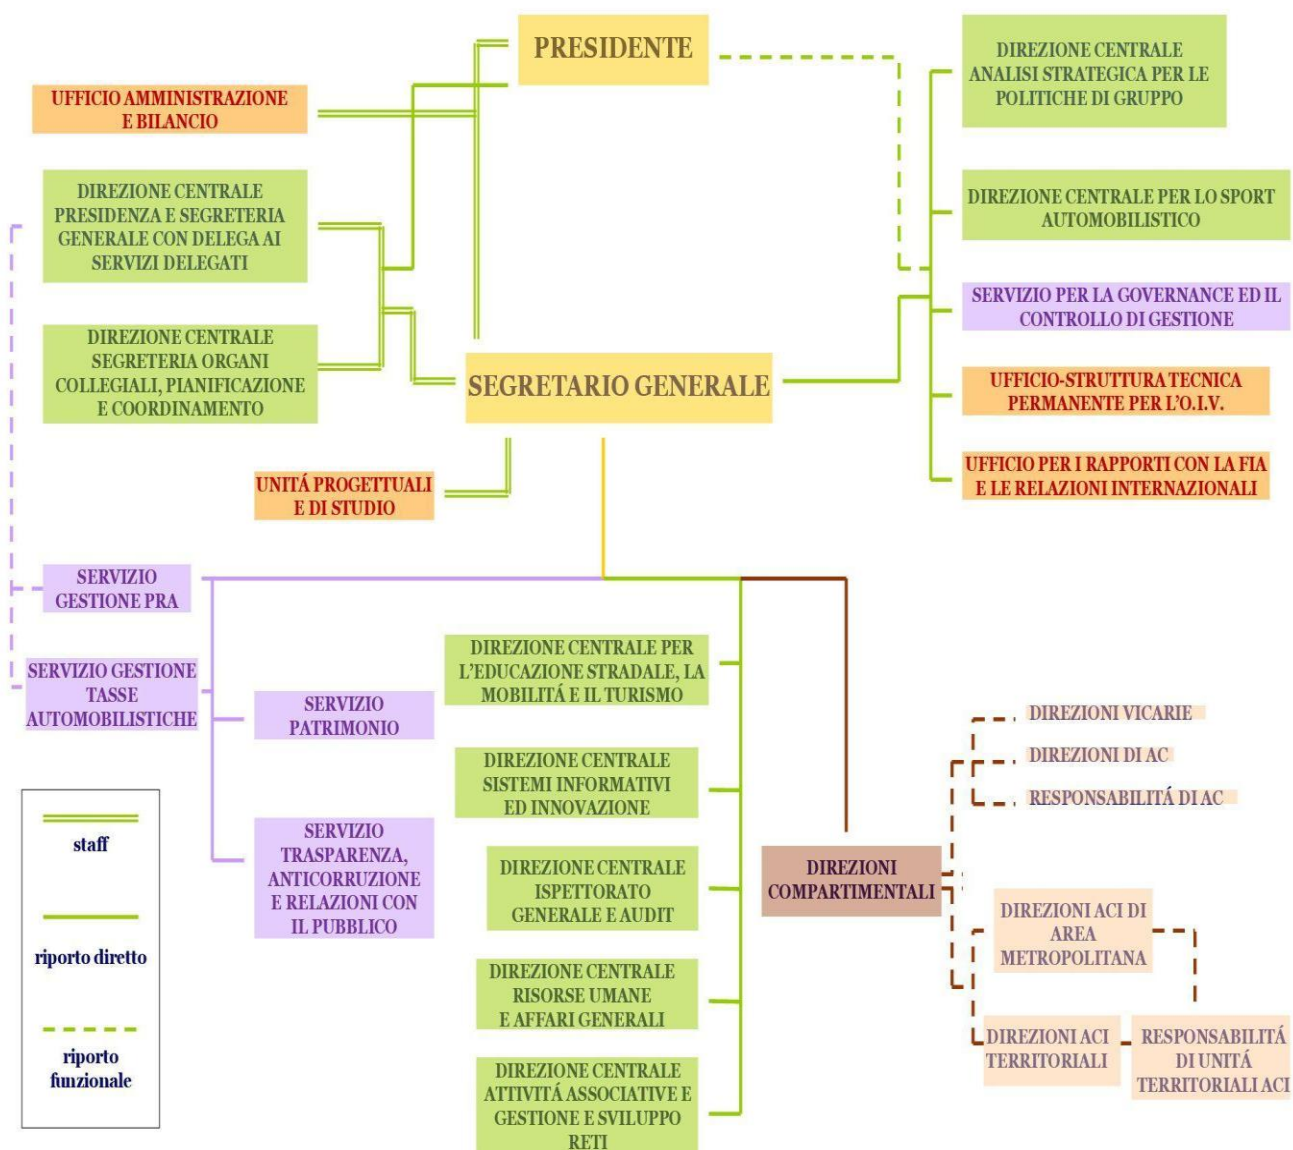 PRESIDENTE
UFFICIO AMMINISTRAZIONE
E BILANCIO
DIREZIONE CENTRALE
PRESIDENZA E SEGRETERIA
GENERALE CON DELEGA AI
SERVIZI DELEGATI
DIREZIONE CENTRALE
SEGRETERIA ORGANI
COLLEGIALI, PIANIFICAZIONE
E COORDINAMENTO
SEGRETARIO GENERALE
UNITÁ PROGETTUALI
E DI STUDIO
DIREZIONE CENTRALE
ANALISI STRATEGICA PER LE
POLITICHE DI GRUPPO
DIREZIONE CENTRALE PER LO SPORT
AUTOMOBILISTICO
SERVIZIO PER LA GOVERNANCE ED IL
CONTROLLO DI GESTIONE
UFFICIO-STRUTTURA TECNICA
PERMANENTE PER L'O.I.V.
UFFICIO PER I RAPPORTI CON LA FIA
E LE RELAZIONI INTERNAZIONALI
SERVIZIO
GESTIONE PRA
SERVIZIO GESTIONE
TASSE
AUTOMOBILISTICHE
SERVIZIO
PATRIMONIO
SERVIZIO
TRASPARENZA,
ANTICORRUZIONE
E RELAZIONI CON
IL PUBBLICO
DIREZIONE CENTRALE PER
L'EDUCAZIONE STRADALE, LA
MOBILITÁ E IL TURISMO
DIREZIONE CENTRALE
SISTEMI INFORMATIVI
ED INNOVAZIONE
DIREZIONE CENTRALE
ISPETTORATO
GENERALE E AUDIT
DIREZIONE CENTRALE
RISORSE UMANE
E AFFARI GENERALI
DIREZIONE CENTRALE
ATTIVITÁ ASSOCIATIVE E
GESTIONE E SVILUPPO
RETI
DIREZIONI
COMPARTIMENTALI
DIREZIONI VICARIE
DIREZIONI DI AC
RESPONSABILITÁ DI AC
DIREZIONI ACI DI
AREA
METROPOLITANA
DIREZIONI ACI
TERRITORIALI
RESPONSABILITÁ
DI UNITÁ
TERRITORIALI ACI
staff
riporto diretto
riporto
funzionale